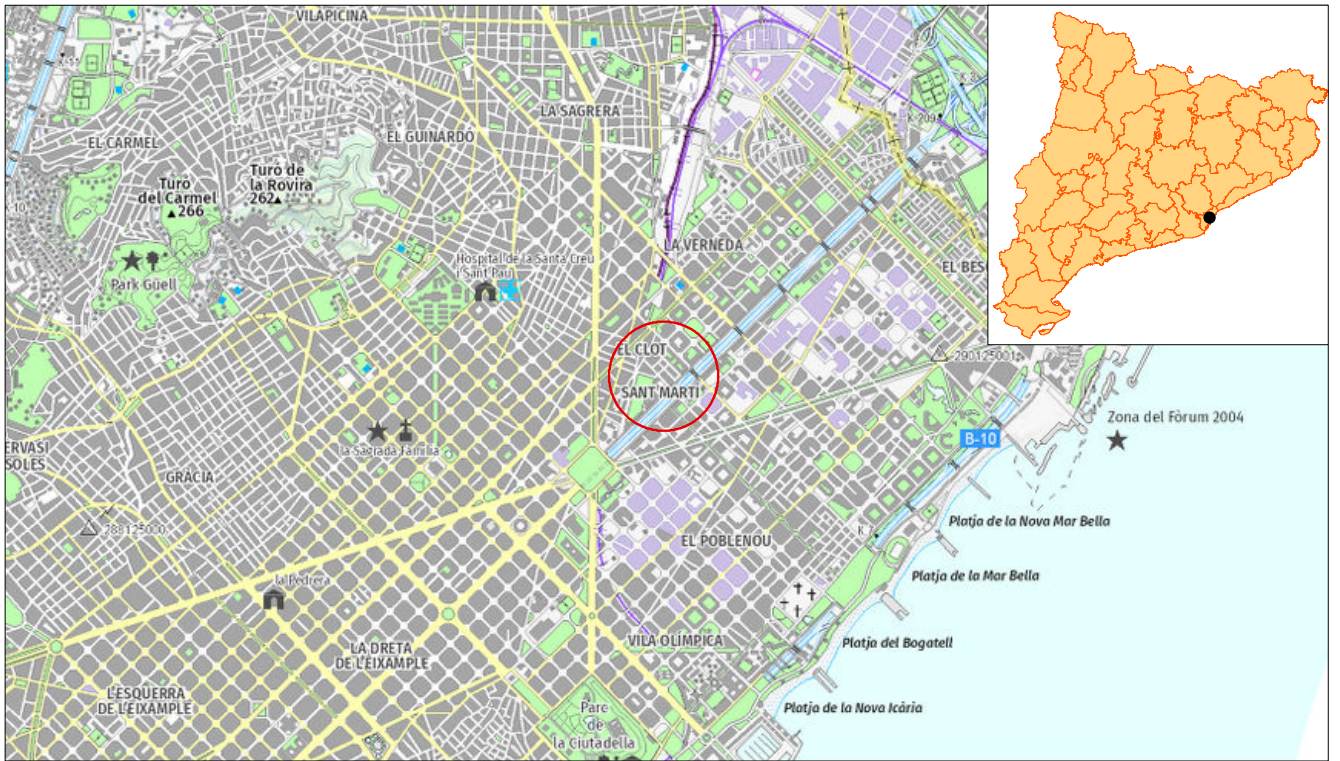 VILAPICINA
LA SAGRERA
EL GUINARDÓ
EL CARMEL
Turó de
la Rovira
262
Turó
del Carmel
266
K-10
Park Güell
Hospital de la Santa Creu
i Sant Pau
LA VERNEDA
EL BES
EL CLOT
SANT MARTÍ
290125001
Zona del Fòrum 2004
B-10
la Sagrada Família
GRÀCIA
288125000
K 7
EL POBLENOU
Platja de la Nova Mar Bella
Platja de la Mar Bella
la Pedrera
VILA OLÍMPICA
Platja del Bogatell
LA DRETA
DE L'EIXAMPLE
L'ESQUERRA
DE L'EIXAMPLE
Platja de la Nova Icària
Parc
de
la Ciutadella